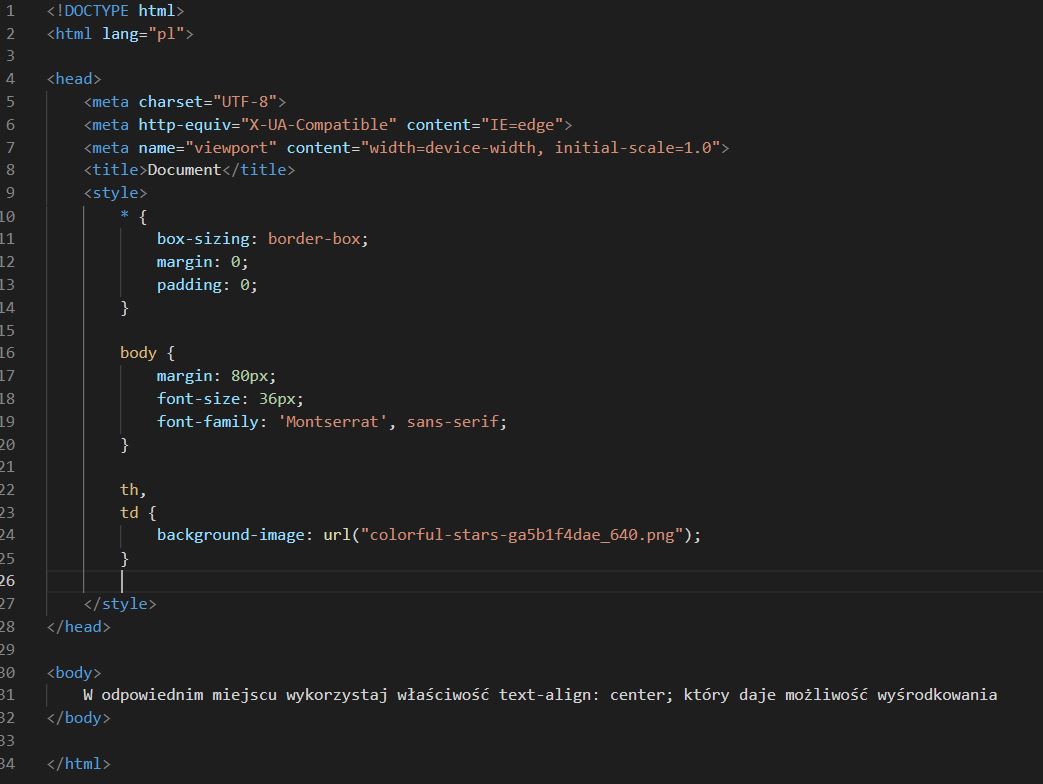 1 <!DOCTYPE html>
2 <html lang="pl">
3
4 <head>
5     <meta charset="UTF-8">
6     <meta http-equiv="X-UA-Compatible" content="IE=edge">
7     <meta name="viewport" content="width=device-width, initial-scale=1.0">
8     <title>Document</title>
9     <style>
10         * {
11             box-sizing: border-box;
12             margin: 0;
13             padding: 0;
14         }
15
16         body {
17             margin: 80px;
18             font-size: 36px;
19             font-family: 'Montserrat', sans-serif;
20         }
21
22         th,
23         td {
24             background-image: url("colorful-stars-ga5b1f4dae_640.png");
25         }
26
27     </style>
28 </head>
29
30 <body>
31     W odpowiednim miejscu wykorzystaj właściwość text-align: center; który daje możliwość wyśrodkowania
32 </body>
33
34 </html>